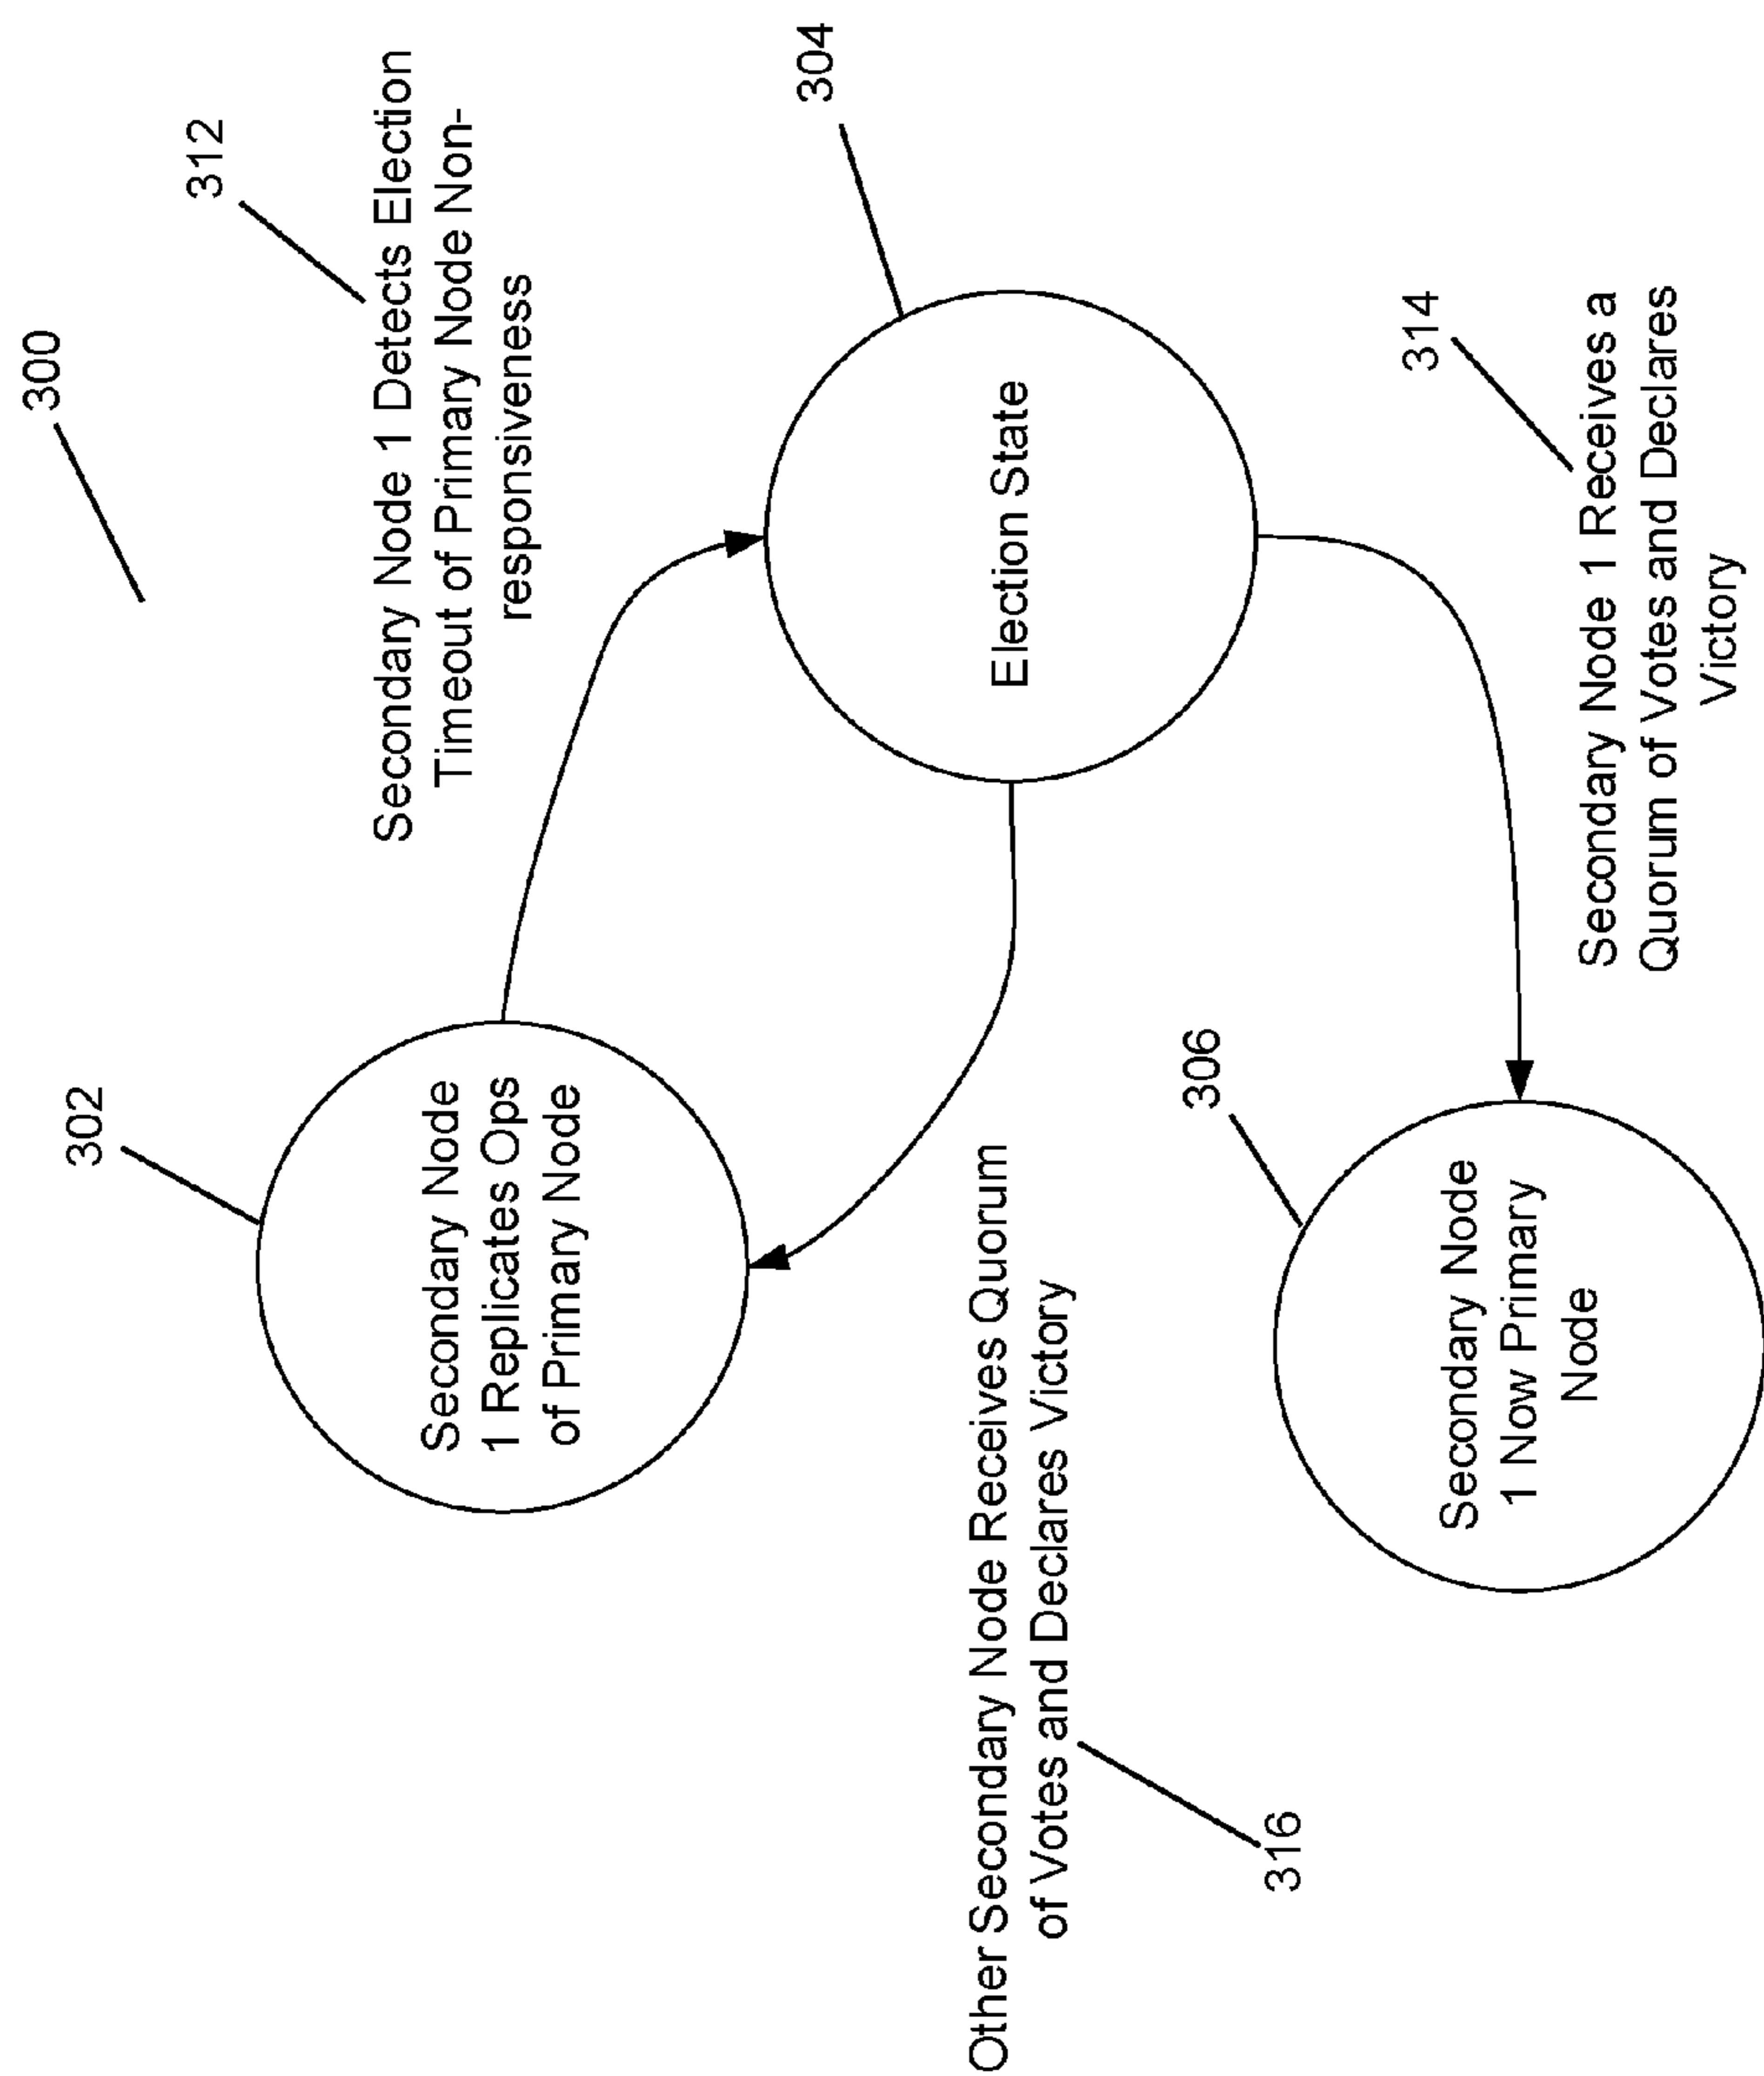 300
302
Secondary Node
1 Replicates Ops
of Primary Node
312
Secondary Node 1 Detects Election
Timeout of Primary Node Non-
responsiveness
304
Election State
Other Secondary Node Receives Quorum
of Votes and Declares Victory
316
306
Secondary Node
1 Now Primary
Node
314
Secondary Node 1 Receives a
Quorum of Votes and Declares
Victory